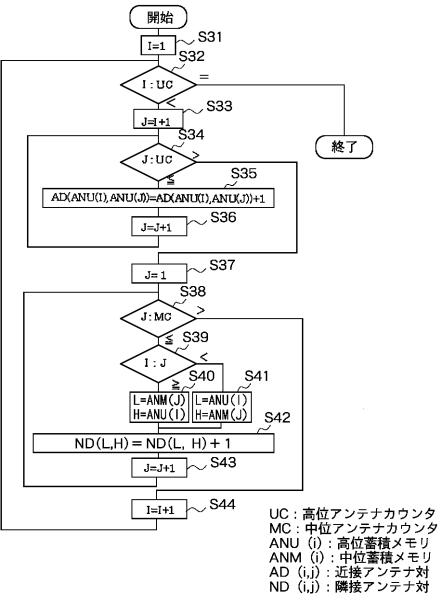 開始
I=1
S31
S32
I : UC
=
<
S33
J=I+1
S34
J : UC
>
≦
S35
AD(ANU(I),ANU(J))=AD(ANU(I),ANU(J))+1
S36
J=J+1
終了
S37
J=1
S38
J : MC
>
≦
S39
I : J
<
≧
S40
S41
L=ANM(J)
H=ANU(I)
L=ANU(I)
H=ANM(J)
S42
ND(L,H)=ND(L, H)+1
S43
J=J+1
S44
I=I+1
UC : 高位アンテナカウンタ
MC : 中位アンテナカウンタ
ANU (i) : 高位蓄積メモリ
ANM (i) : 中位蓄積メモリ
AD (i,j) : 近接アンテナ対
ND (i,j) : 隣接アンテナ対